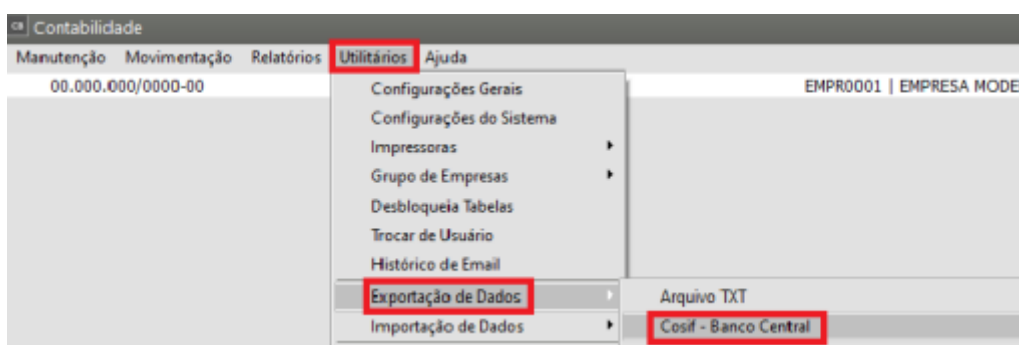 CB Contabilidade
Manutenção Movimentação Relatórios Utilitários Ajuda
00.000.000/0000-00 EMPR0001 | EMPRESA MODE
Configurações Gerais
Configurações do Sistema
Impressoras
Grupo de Empresas
Desbloqueia Tabelas
Trocar de Usuário
Histórico de Email
Exportação de Dados Arquivo TXT
Importação de Dados Cosif - Banco Central